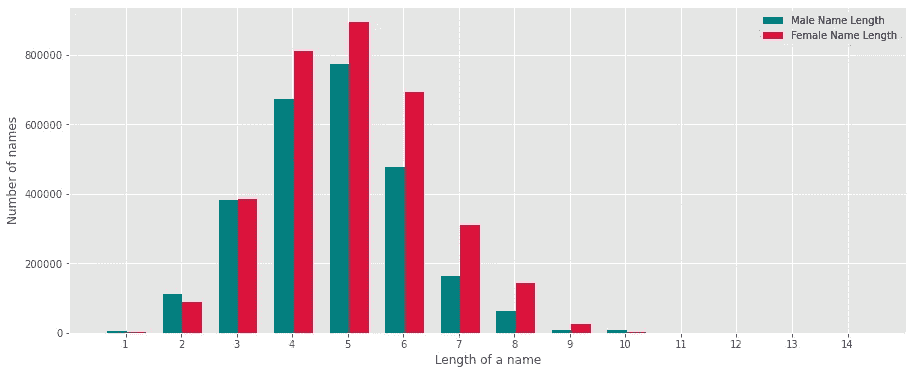 Male Name Length
Female Name Length
Number of names
800000
600000
400000
200000
0
1 2 3 4 5 6 7 8 9 10 11 12 13 14
Length of a name